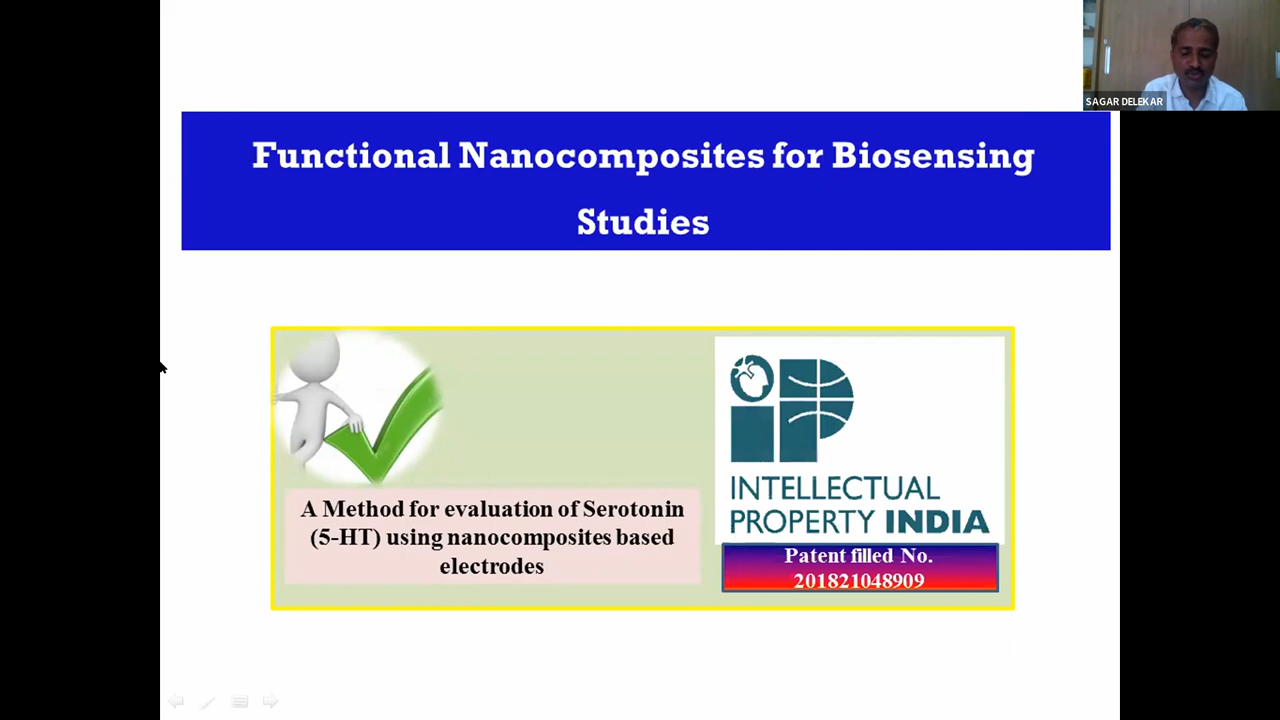 SAGAR DELEKAR
Functional Nanocomposites for Biosensing
Studies
A Method for evaluation of Serotonin
(5-HT) using nanocomposites based
electrodes
iP
INTELLECTUAL
PROPERTY INDIA
Patent filled No.
201821048909